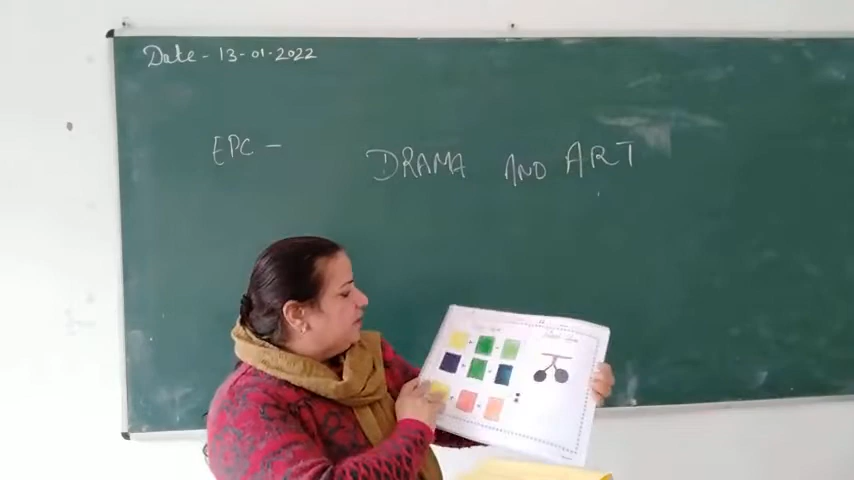 Date - 13-01-2022
EPC - DRAMA AND ART